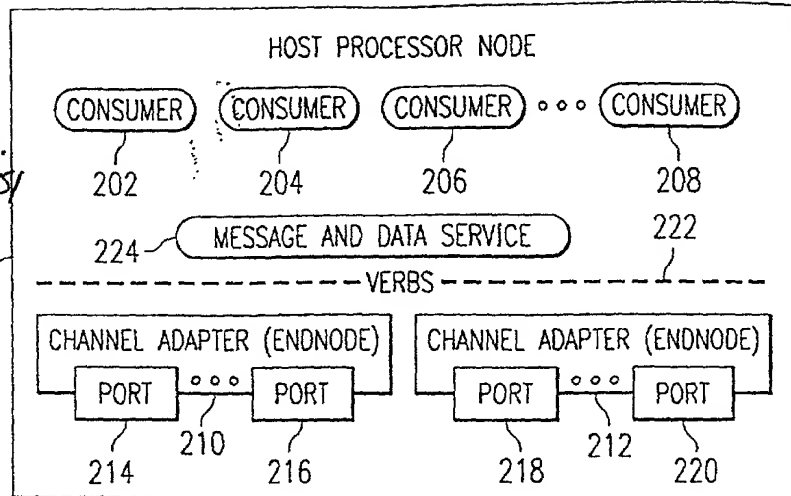 HOST PROCESSOR NODE
CONSUMER CONSUMER CONSUMER CONSUMER
202 204 206 208
224 MESSAGE AND DATA SERVICE 222
VERBS
CHANNEL ADAPTER (ENDNODE) CHANNEL ADAPTER (ENDNODE)
PORT PORT PORT PORT
210 212
214 216 218 220